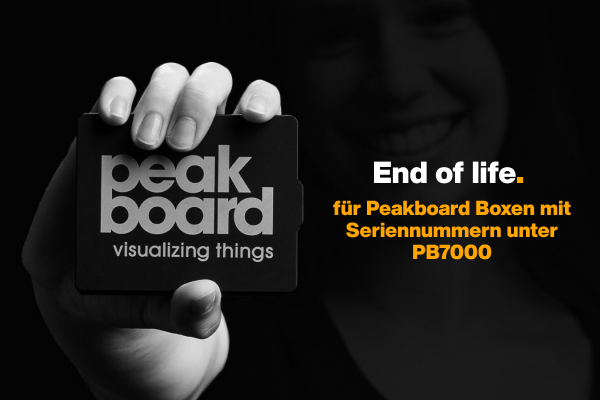 peak
board
visualizing things
End of life.
für Peakboard Boxen mit
Seriennummern unter
PB7000